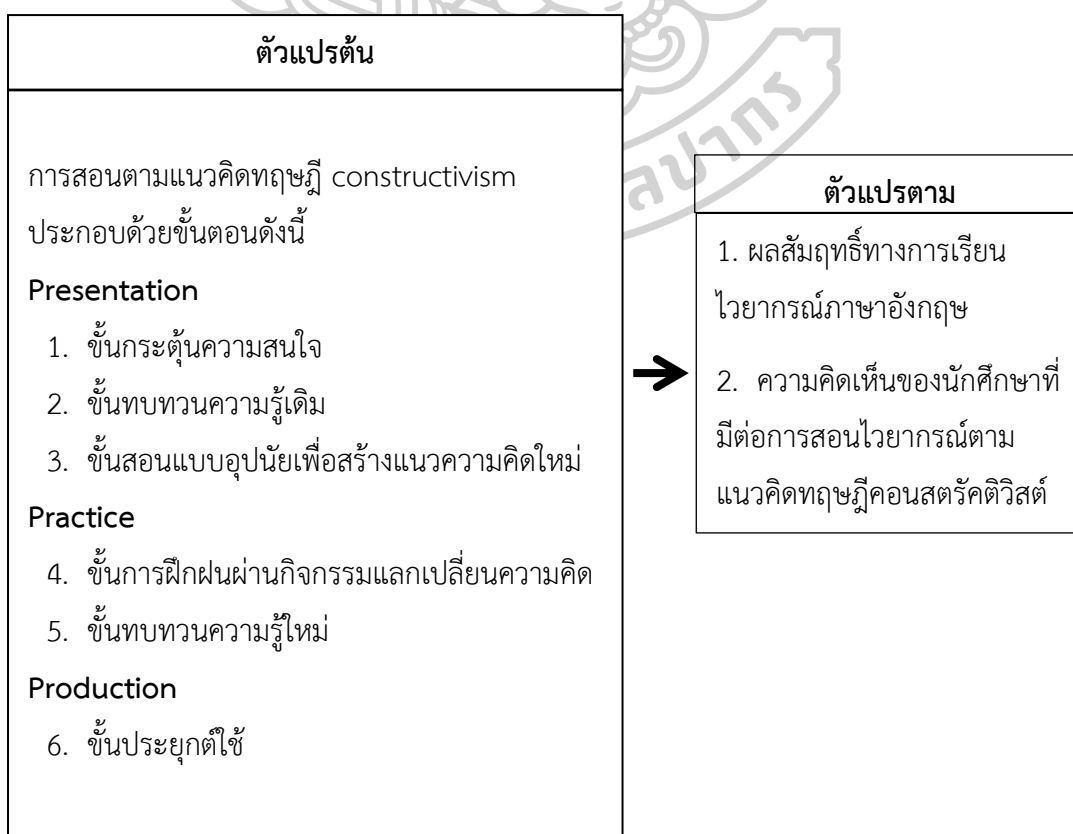 ตัวแปรต้น
การสอนตามแนวคิดทฤษฎี constructivism
ประกอบด้วยขั้นตอนดังนี้
Presentation
1. ขั้นกระตุ้นความสนใจ
2. ขั้นทบทวนความรู้เดิม
3. ขั้นสอนแบบอุปนัยเพื่อสร้างแนวความคิดใหม่
Practice
4. ขั้นการฝึกฝนผ่านกิจกรรมแลกเปลี่ยนความคิด
5. ขั้นทบทวนความรู้ใหม่
Production
6. ขั้นประยุกต์ใช้
ตัวแปรตาม
1. ผลสัมฤทธิ์ทางการเรียน
ไวยากรณ์ภาษาอังกฤษ
2. ความคิดเห็นของนักศึกษาที่
มีต่อการสอนไวยากรณ์ตาม
แนวคิดทฤษฎีคอนสตรัคติวิสต์